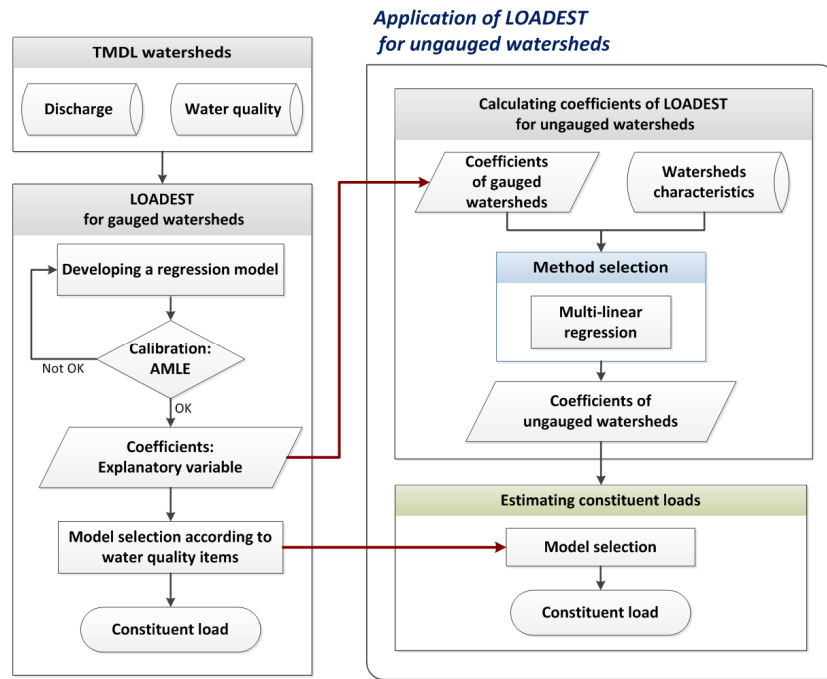 Application of LOADEST
for ungauged watersheds
TMDL watersheds
Discharge
Water quality
LOADEST
for gauged watersheds
Developing a regression model
Calibration:
AMLE
Not OK
OK
Coefficients:
Explanatory variable
Model selection according to
water quality items
Constituent load
Calculating coefficients of LOADEST
for ungauged watersheds
Coefficients
of gauged
watersheds
Watersheds
characteristics
Method selection
Multi-linear
regression
Coefficients of
ungauged watersheds
Estimating constituent loads
Model selection
Constituent load